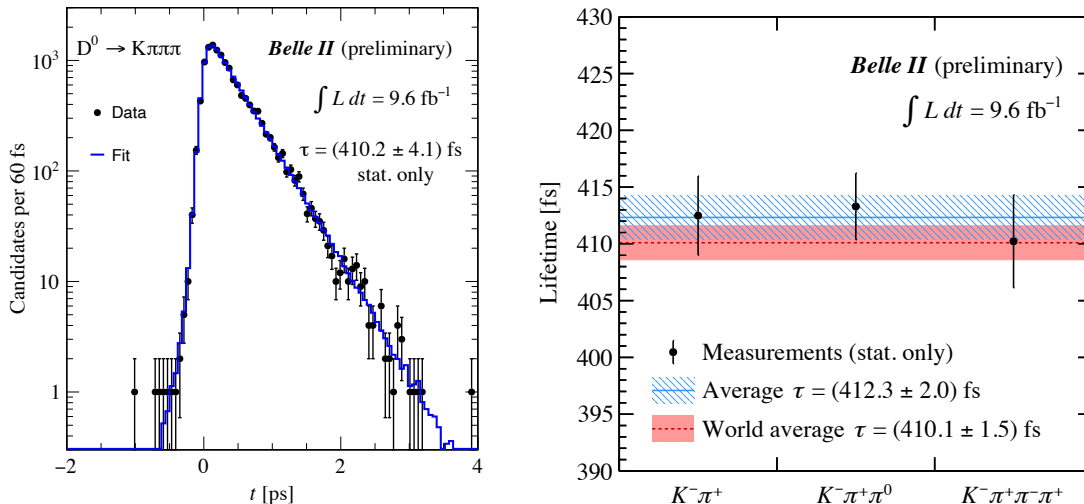 D⁰ → Kπππ
Belle II (preliminary)
∫ L dt = 9.6 fb⁻¹
Data
Fit
τ = (410.2 ± 4.1) fs
stat. only
Candidates per 60 fs
10³
10²
10
1
−2 0 2 4
t [ps]
Belle II (preliminary)
∫ L dt = 9.6 fb⁻¹
Lifetime [fs]
430
425
420
415
410
405
400
395
390
Measurements (stat. only)
Average τ = (412.3 ± 2.0) fs
World average τ = (410.1 ± 1.5) fs
K⁻π⁺ K⁻π⁺π⁰ K⁻π⁺π⁻π⁺